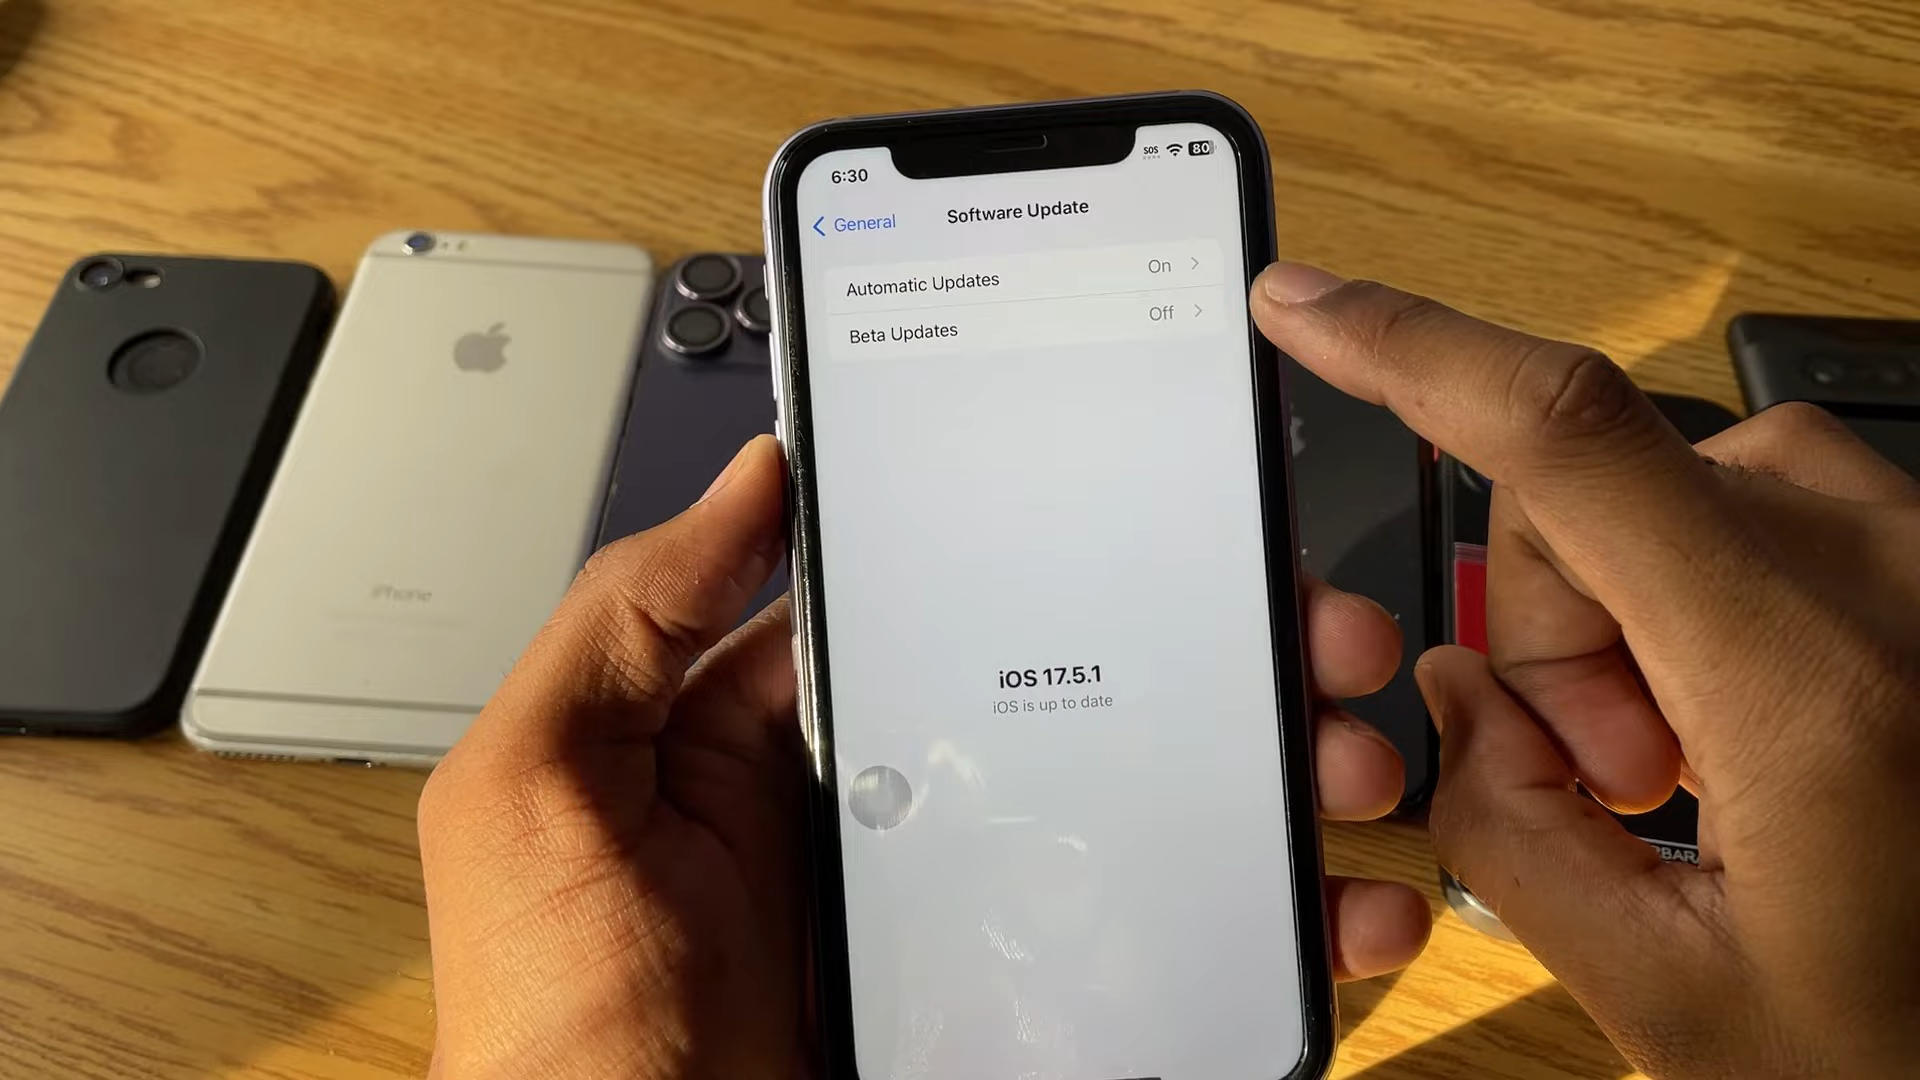 6:30
SOS
80
General
Software Update
Automatic Updates
On
Beta Updates
Off
iOS 17.5.1
iOS is up to date
iPhone